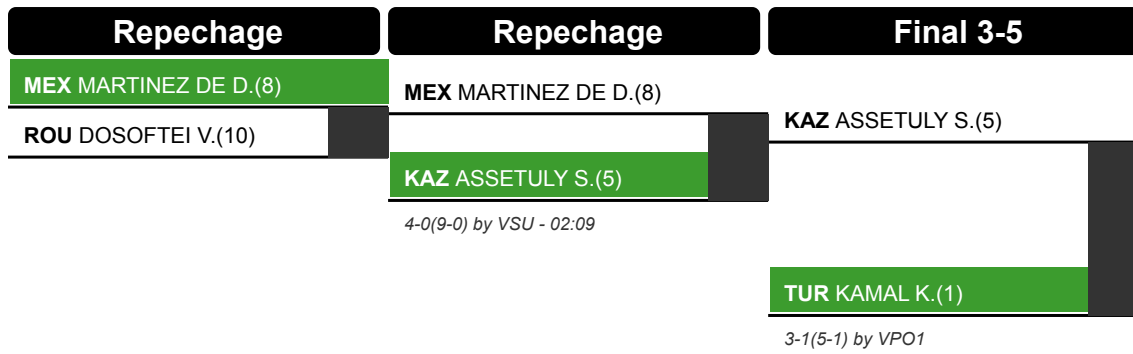 Repechage
MEX MARTINEZ DE D.(8)
ROU DOSOFTEI V.(10)
Repechage
MEX MARTINEZ DE D.(8)
KAZ ASSETULY S.(5)
4-0(9-0) by VSU - 02:09
Final 3-5
KAZ ASSETULY S.(5)
TUR KAMAL K.(1)
3-1(5-1) by VPO1